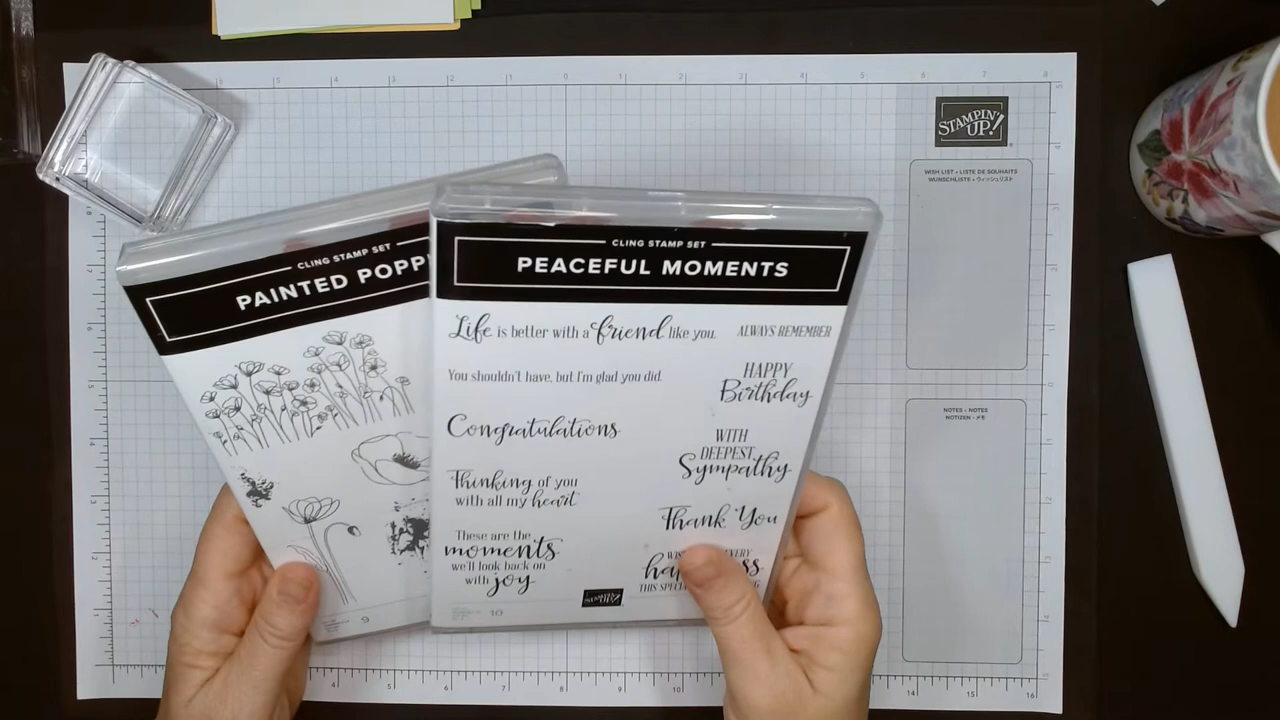 STAMPIN' UP!
WISH LIST • LISTE DE SOUHAITS
WUNSCHLISTE • ウィッシュリスト
NOTES • NOTES
NOTIZEN • メモ
CLING STAMP SET
PAINTED
9
CLING STAMP SET
PEACEFUL MOMENTS
Life is better with a friend like you.
ALWAYS REMEMBER
You shouldn't have, but I'm glad you did.
HAPPY
Birthday
Congratulations
WITH
DEEPEST
Sympathy
Thinking of you
with all my heart
Thank You
These are the
moments
we'll look back on
with joy
THIS
STAMPIN' UP!
10